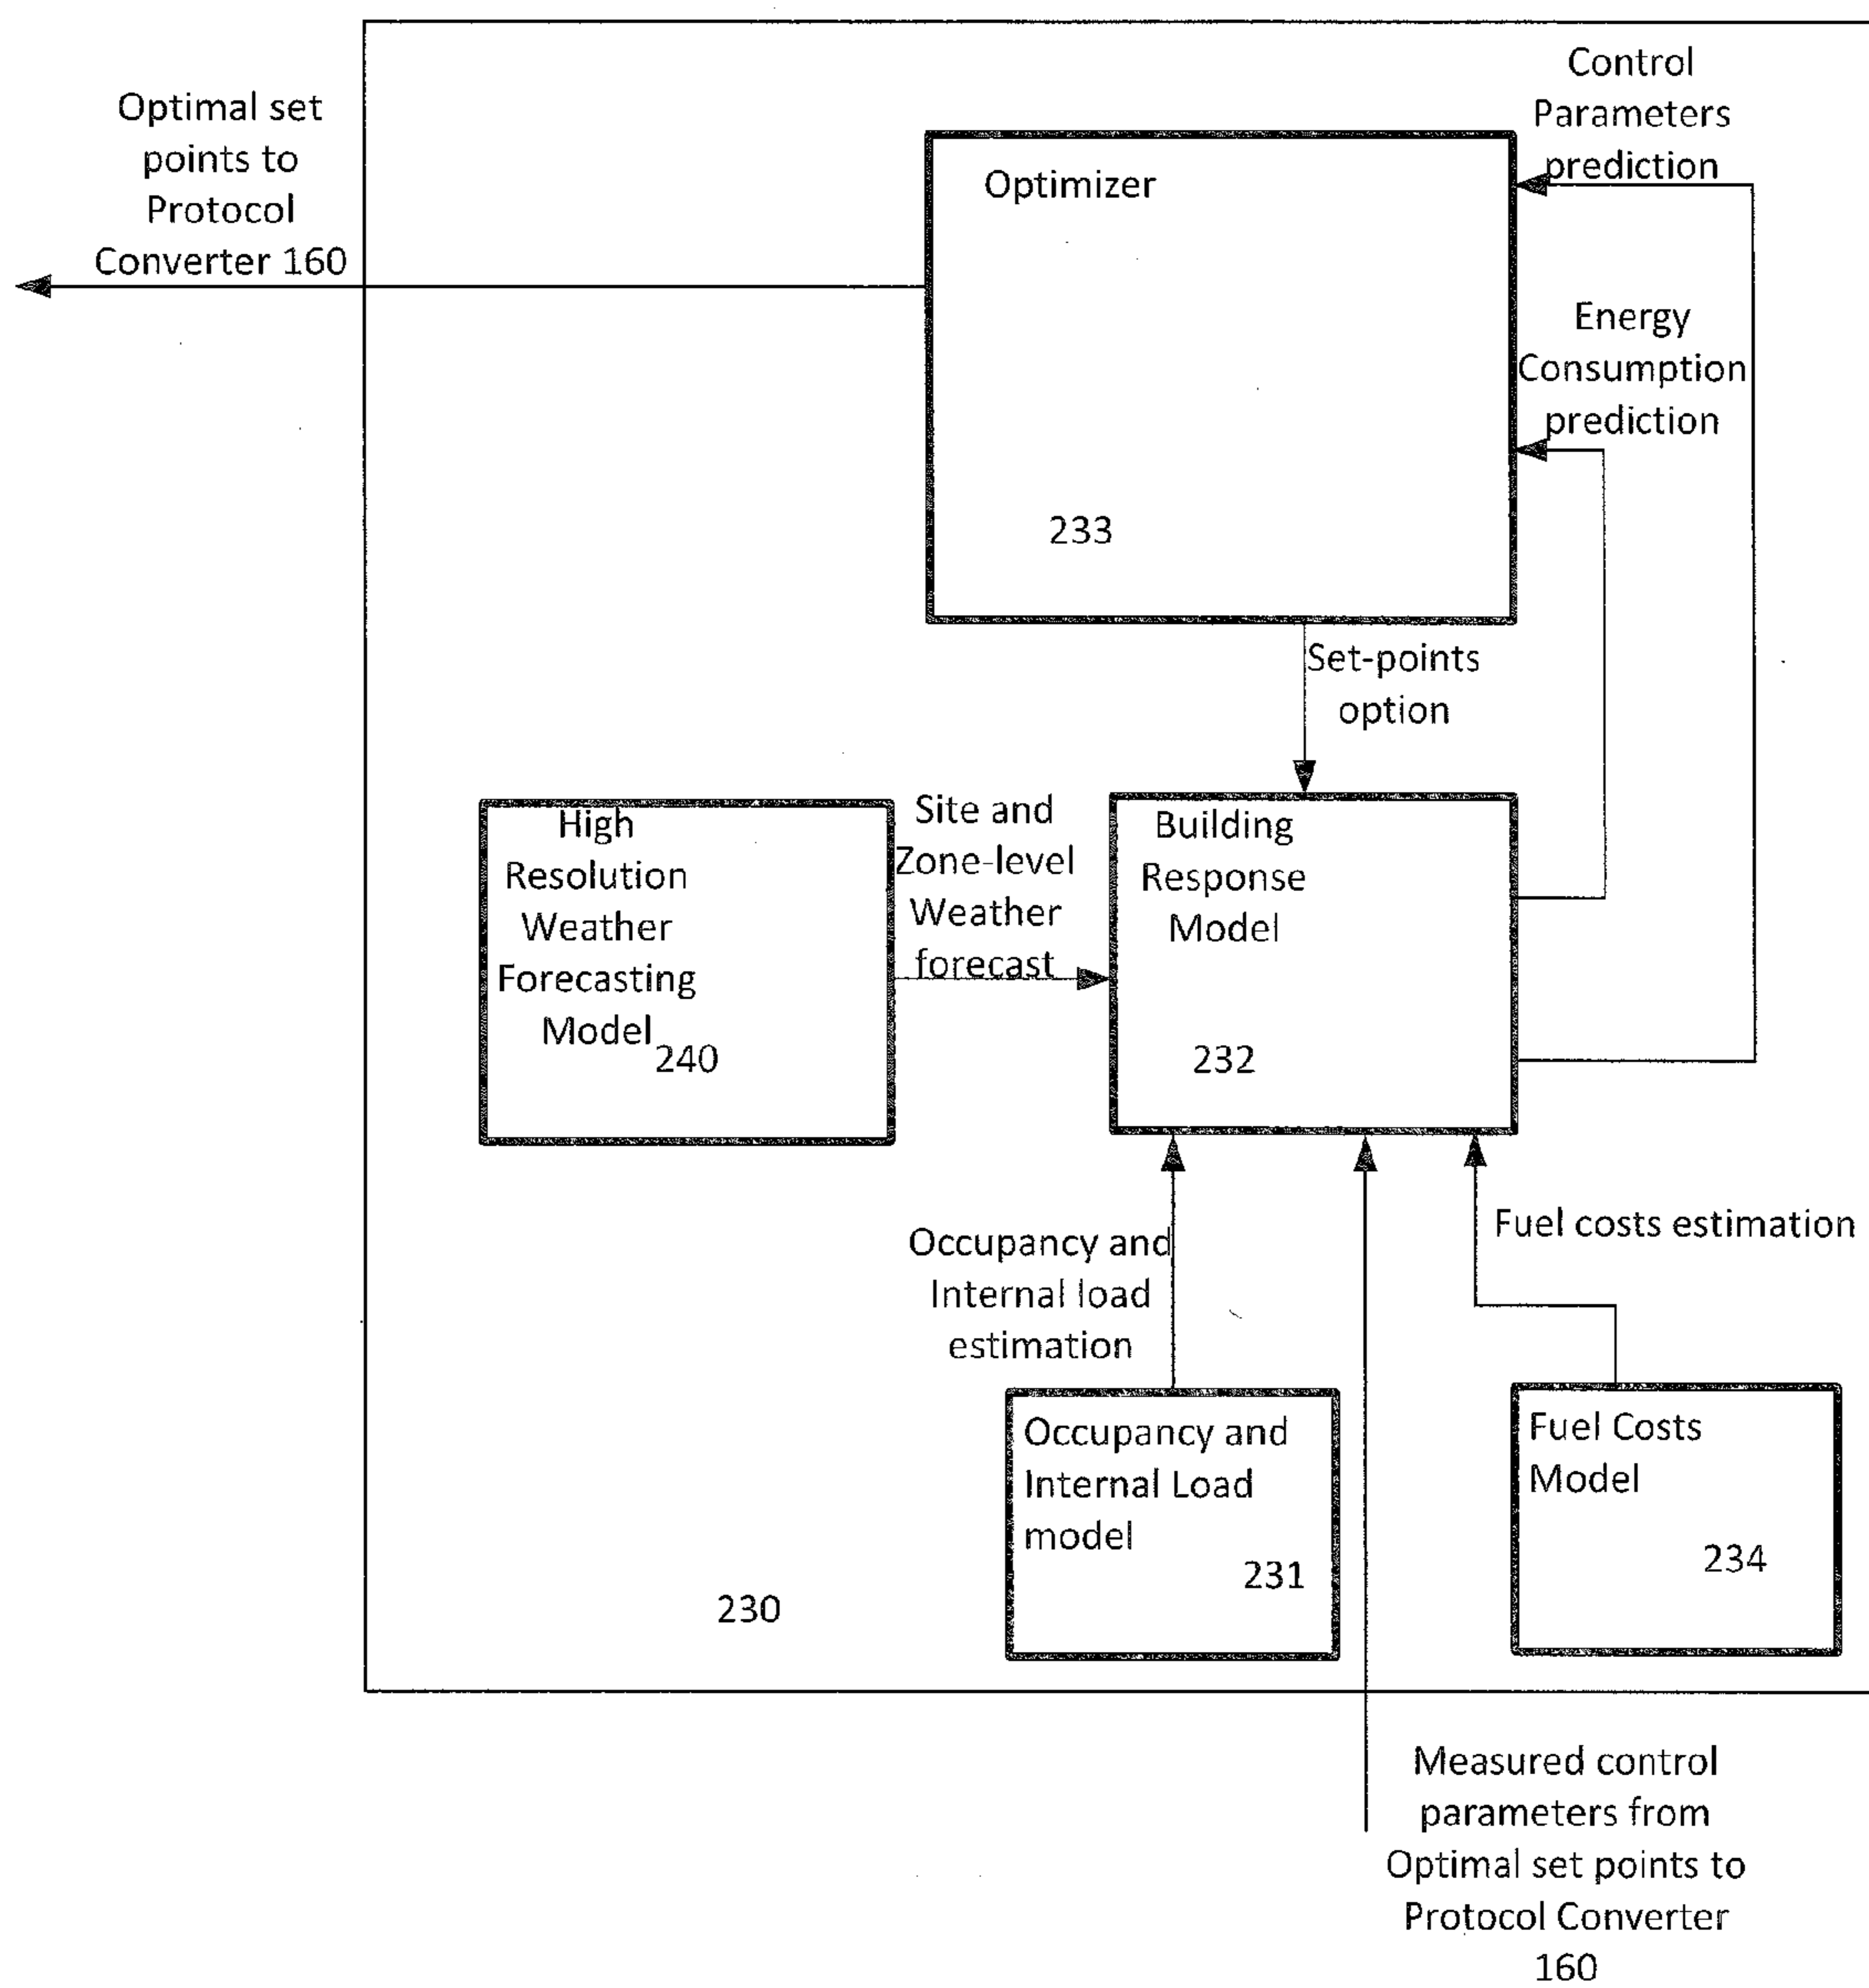 Control
Parameters
prediction
Optimal set
points to
Protocol
Converter 160
Optimizer
233
Energy
Consumption
prediction
Set-points
option
High
Resolution
Weather
Forecasting
Model
240
Site and
Zone-level
Weather
forecast
Building
Response
Model
232
Occupancy and
Internal load
estimation
Fuel costs estimation
Occupancy and
Internal Load
model
231
Fuel Costs
Model
234
230
Measured control
parameters from
Optimal set points to
Protocol Converter
160